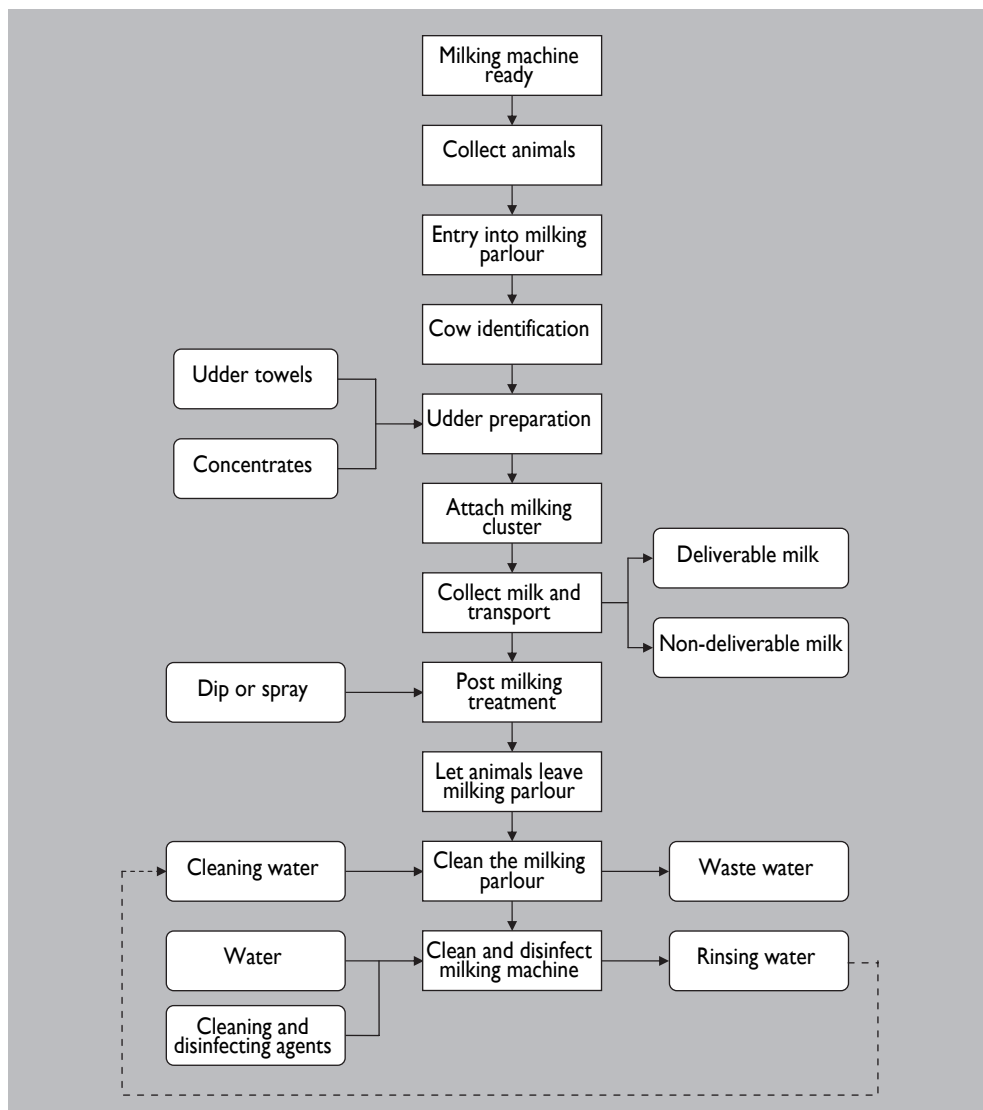 Milking machine
ready
Collect animals
Entry into milking
parlour
Cow identification
Udder towels
Udder preparation
Concentrates
Attach milking
cluster
Deliverable milk
Collect milk and
transport
Non-deliverable milk
Dip or spray
Post milking
treatment
Let animals leave
milking parlour
Cleaning water
Clean the milking
parlour
Waste water
Water
Clean and disinfect
milking machine
Rinsing water
Cleaning and
disinfecting agents